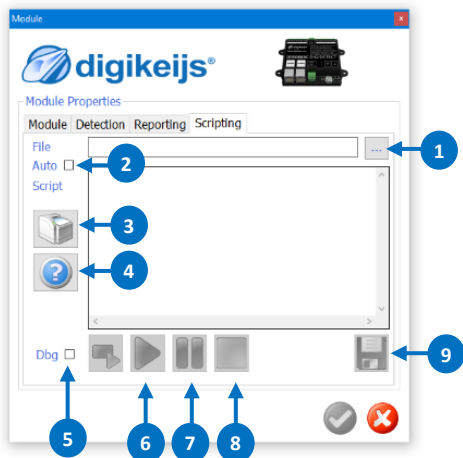 Module
digikeijs®
Module Properties
Module Detection Reporting Scripting
File
...
1
Auto
2
Script
3
4
Dbg
9
5
6
7
8